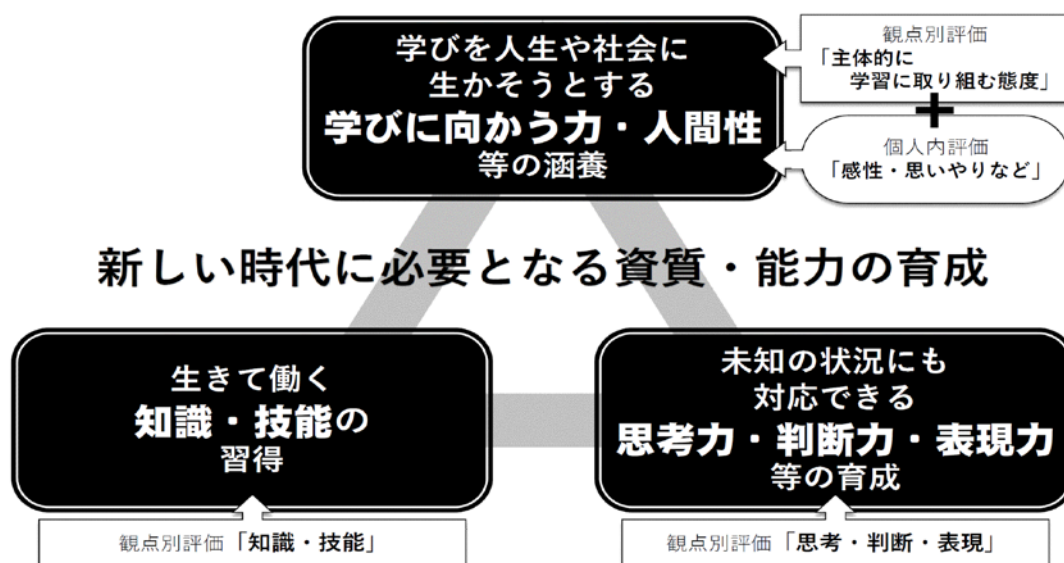 学びを人生や社会に
生かそうとする
学びに向かう力・人間性
等の涵養
観点別評価
「主体的に
学習に取り組む態度」
+
個人内評価
「感性・思いやりなど」
新しい時代に必要となる資質・能力の育成
生きて働く
知識・技能の
習得
観点別評価「知識・技能」
未知の状況にも
対応できる
思考力・判断力・表現力
等の育成
観点別評価「思考・判断・表現」